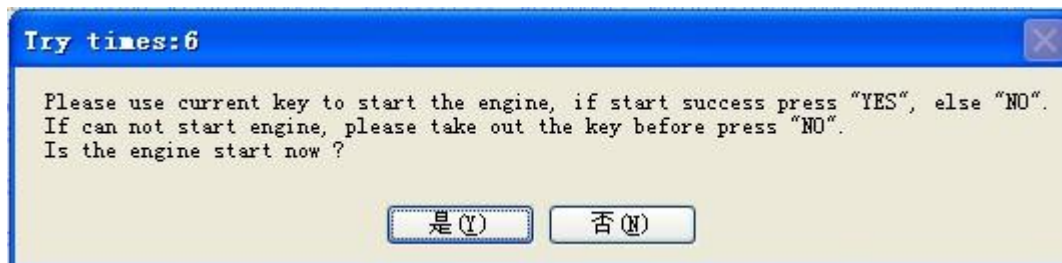 Try times:6
Please use current key to start the engine, if start success press "YES", else "NO".
If can not start engine, please take out the key before press "NO".
Is the engine start now ?
是(Y)
否(N)